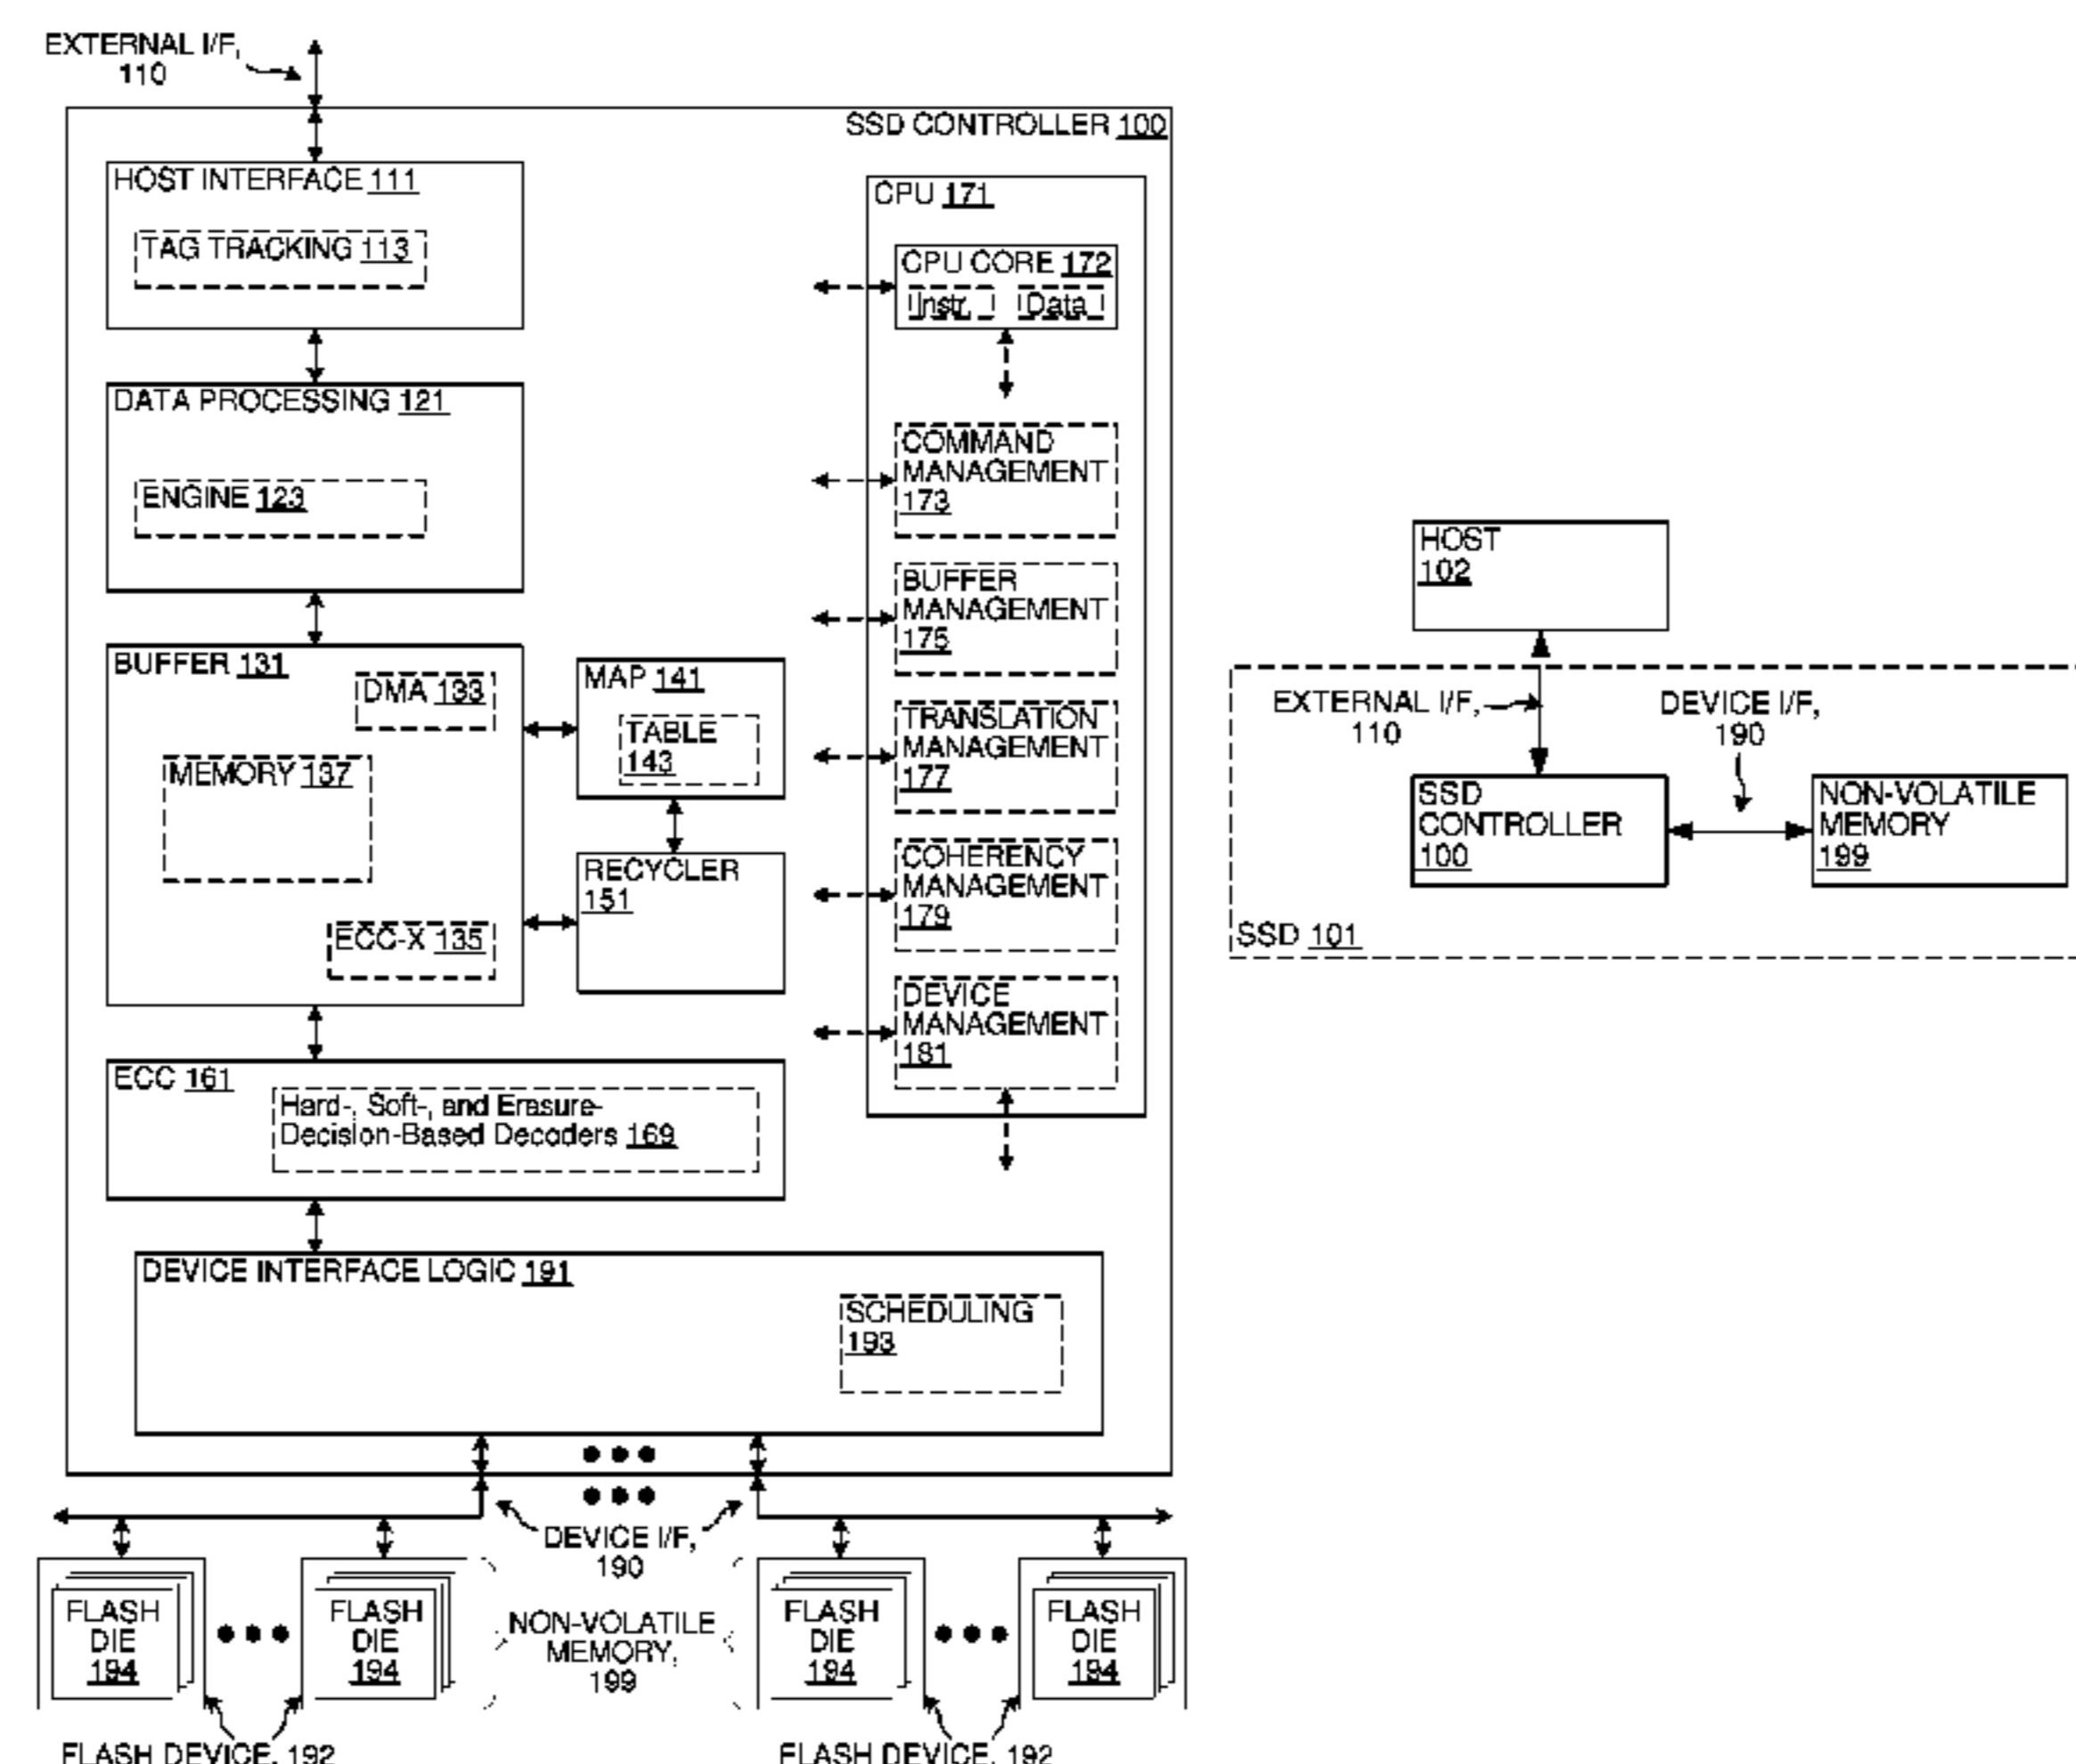 EXTERNAL I/F,
110
SSD CONTROLLER 100
HOST INTERFACE 111
TAG TRACKING 113
DATA PROCESSING 121
ENGINE 123
BUFFER 131
DMA 133
MEMORY 137
ECC-X 135
MAP 141
TABLE
143
RECYCLER
151
ECC 161
Hard-, Soft-, and Erasure-
Decision-Based Decoders 169
CPU 171
CPU CORE 172
Instr.
Data
COMMAND
MANAGEMENT
173
BUFFER
MANAGEMENT
175
TRANSLATION
MANAGEMENT
177
COHERENCY
MANAGEMENT
179
DEVICE
MANAGEMENT
181
DEVICE INTERFACE LOGIC 191
SCHEDULING
193
DEVICE I/F,
190
FLASH
DIE
194
FLASH
DIE
194
NON-VOLATILE
MEMORY,
199
FLASH
DIE
194
FLASH
DIE
194
FLASH DEVICE, 192
FLASH DEVICE, 192
HOST
102
EXTERNAL I/F,
110
DEVICE I/F,
190
SSD
CONTROLLER
100
NON-VOLATILE
MEMORY
199
SSD 101